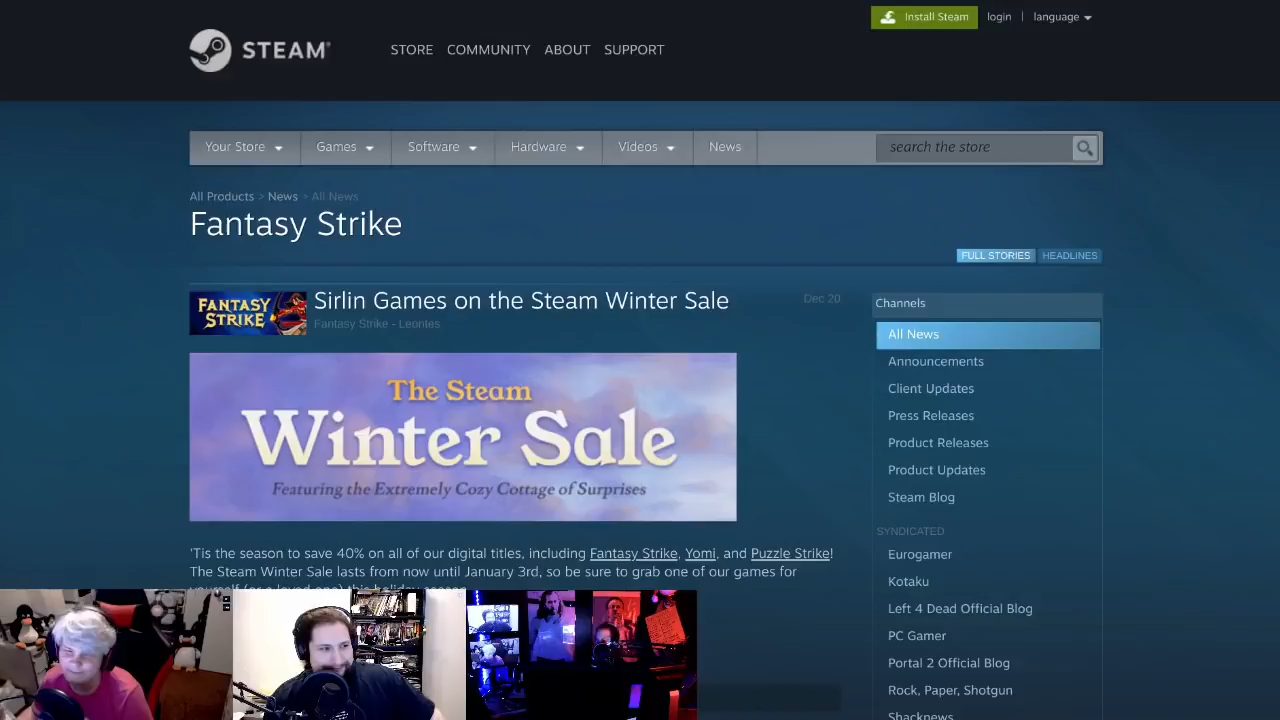 Install Steam
login
language
STEAM
STORE
COMMUNITY
ABOUT
SUPPORT
Your Store
Games
Software
Hardware
Videos
News
search the store
All Products > News > All News
Fantasy Strike
FULL STORIES
HEADLINES
FANTASY
STRIKE
Sirlin Games on the Steam Winter Sale
Dec 20
Fantasy Strike - Leontes
The Steam
Winter Sale
Featuring the Extremely Cozy Cottage of Surprises
'Tis the season to save 40% on all of our digital titles, including Fantasy Strike, Yomi, and Puzzle Strike!
The Steam Winter Sale lasts from now until January 3rd, so be sure to grab one of our games for
Channels
All News
Announcements
Client Updates
Press Releases
Product Releases
Product Updates
Steam Blog
SYNDICATED
Eurogamer
Kotaku
Left 4 Dead Official Blog
PC Gamer
Portal 2 Official Blog
Rock, Paper, Shotgun
Shacknews